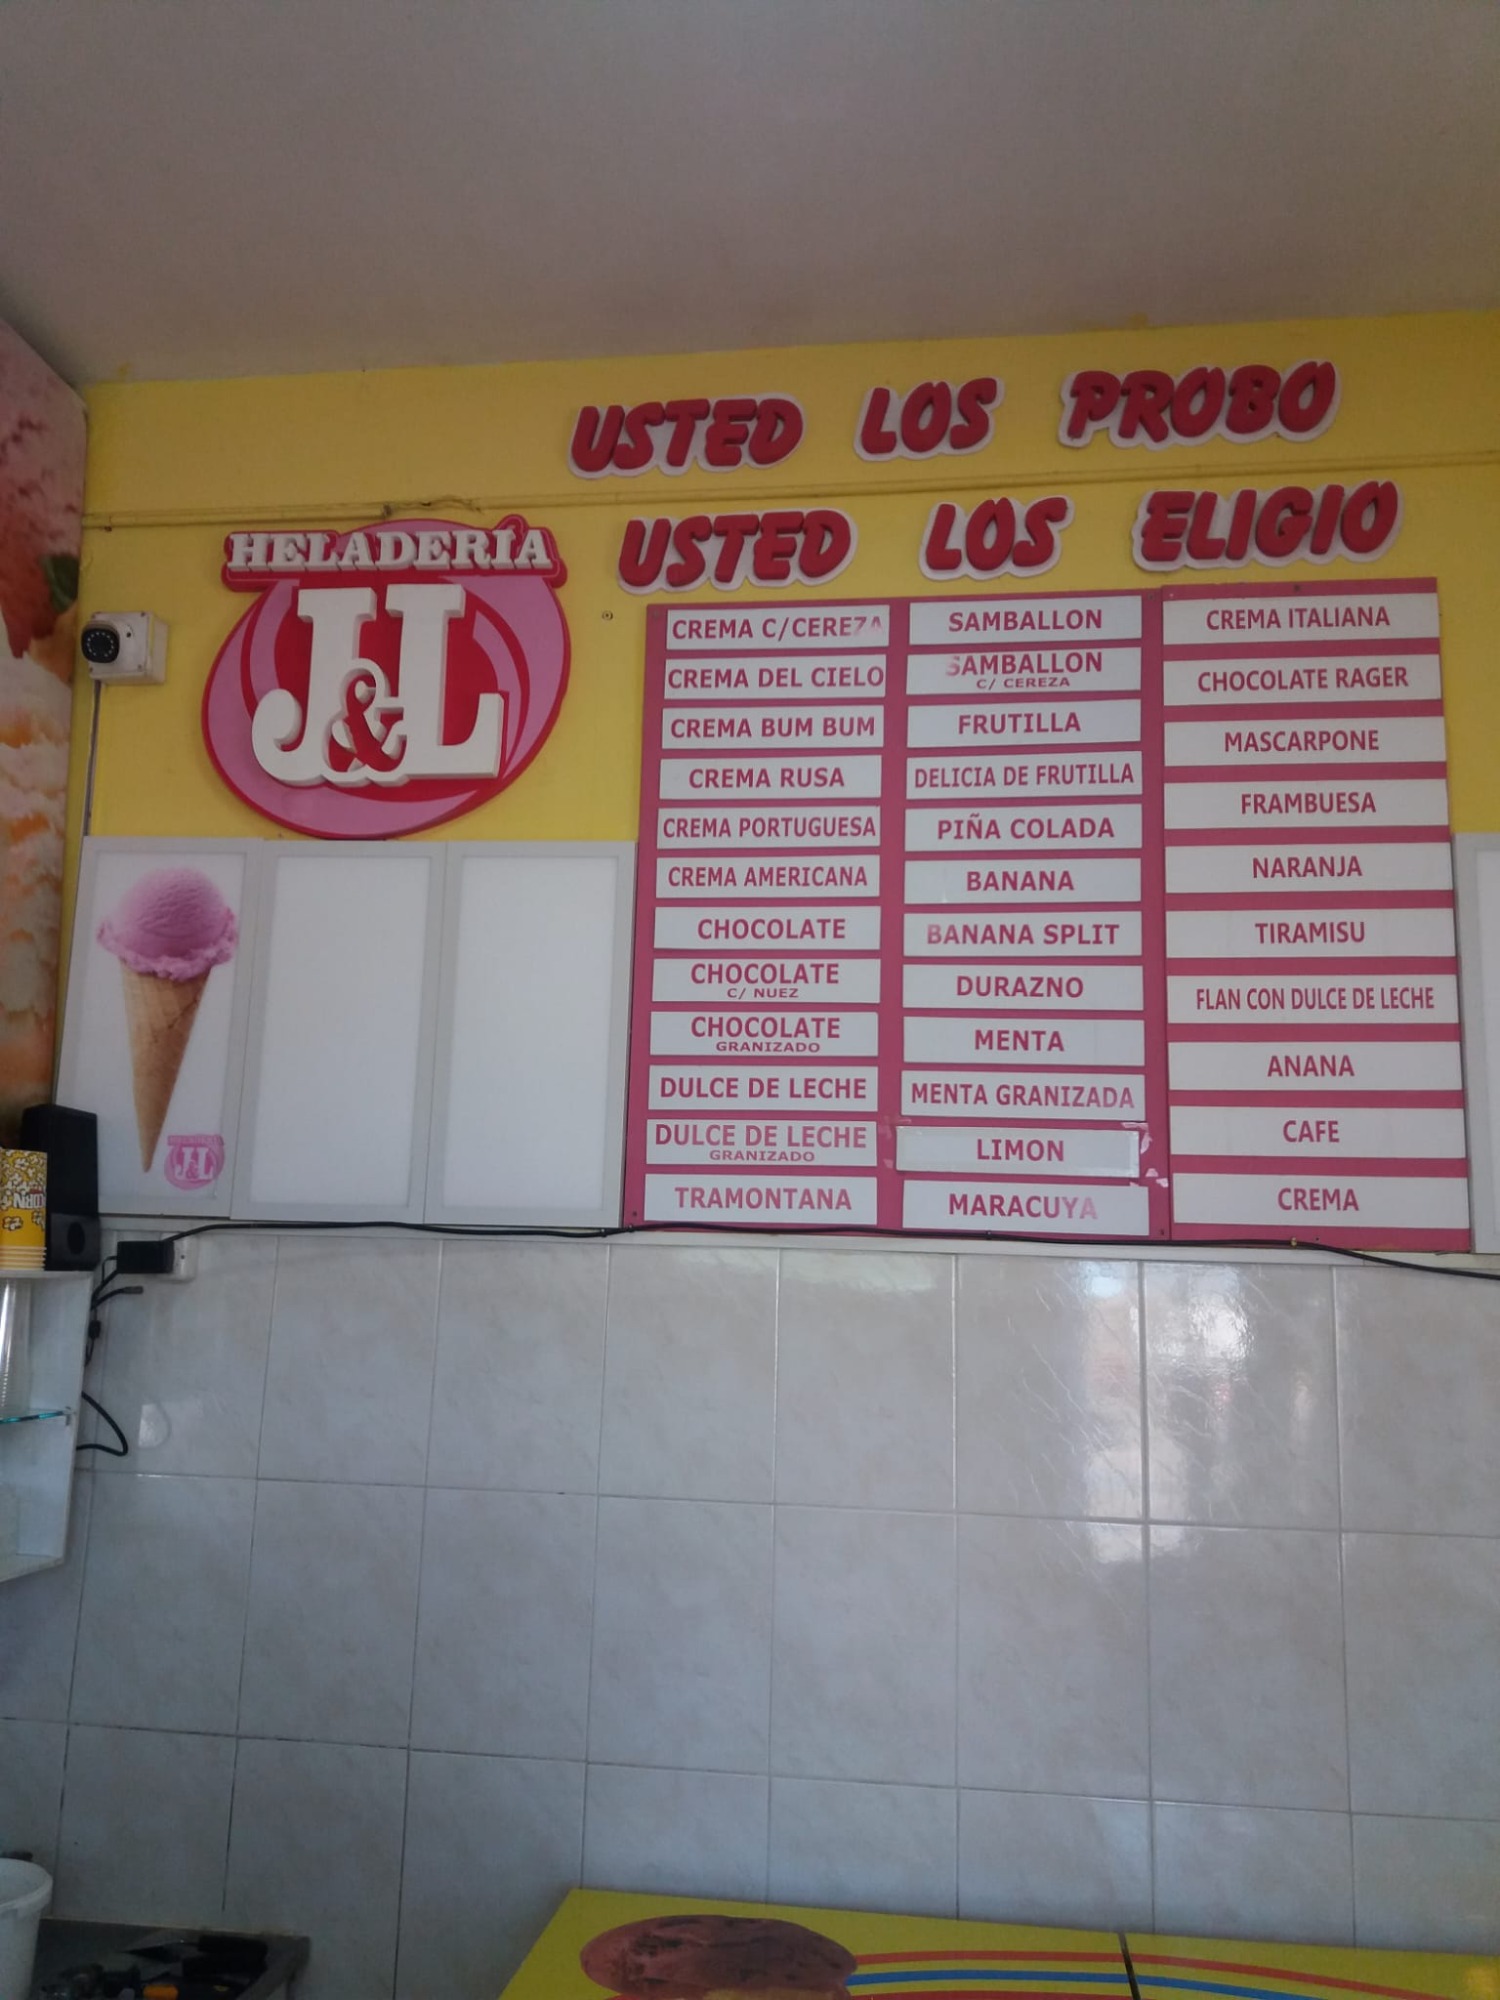 USTED LOS PROBO
USTED LOS ELIGIO
HELADERÍA
J&L
CREMA C/CEREZA
CREMA DEL CIELO
CREMA BUM BUM
CREMA RUSA
CREMA PORTUGUESA
CREMA AMERICANA
CHOCOLATE
CHOCOLATE
C/ NUEZ
CHOCOLATE
GRANIZADO
DULCE DE LECHE
DULCE DE LECHE
GRANIZADO
TRAMONTANA
SAMBALLON
SAMBALLON
C/ CEREZA
FRUTILLA
DELICIA DE FRUTILLA
PIÑA COLADA
BANANA
BANANA SPLIT
DURAZNO
MENTA
MENTA GRANIZADA
LIMON
MARACUYA
CREMA ITALIANA
CHOCOLATE RAGER
MASCARPONE
FRAMBUESA
NARANJA
TIRAMISU
FLAN CON DULCE DE LECHE
ANANA
CAFE
CREMA
HELADERIA
J&L